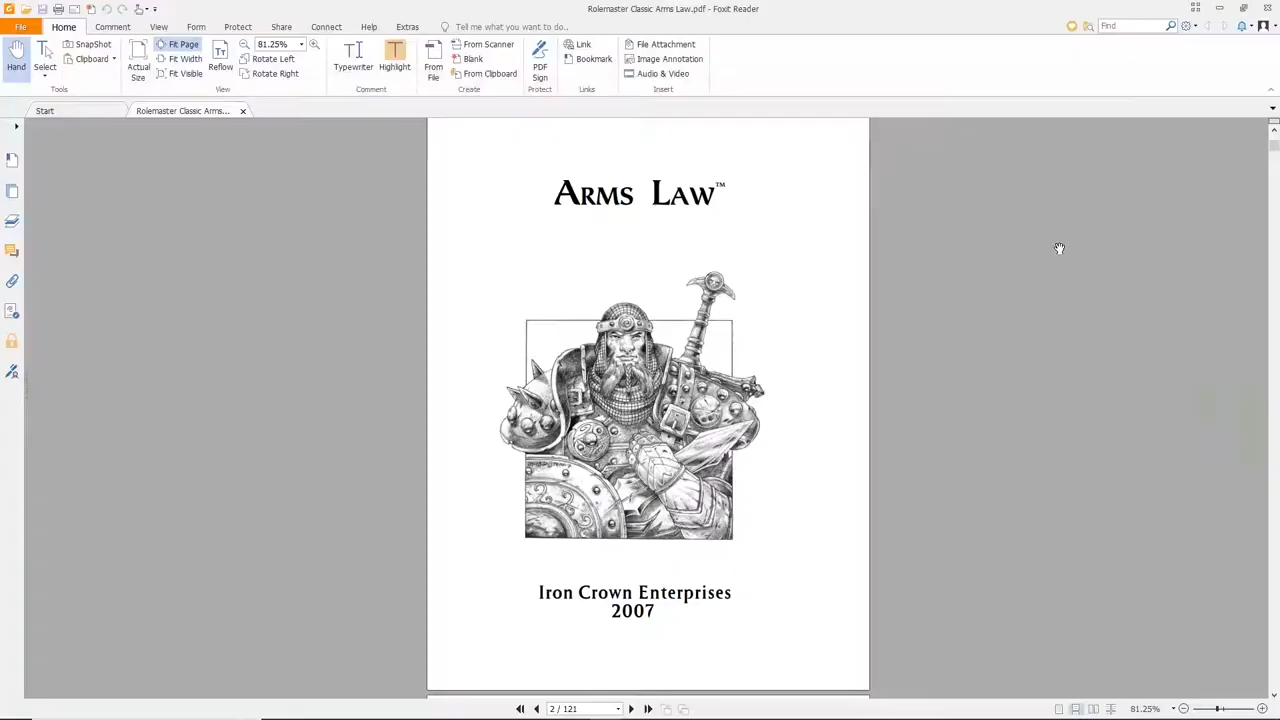 Rolemaster Classic Arms Law.pdf - Foxit Reader
File
Home
Comment
View
Form
Protect
Share
Connect
Help
Extras
Tell me what you want to do..
Find
Hand
Select
SnapShot
Clipboard
Tools
Actual Size
Fit Page
Fit Width
Fit Visible
Reflow
81.25%
Rotate Left
Rotate Right
View
Typewriter
Highlight
Comment
From File
From Scanner
Blank
From Clipboard
Create
PDF Sign
Protect
Link
Bookmark
Links
File Attachment
Image Annotation
Audio & Video
Insert
Start
Rolemaster Classic Arms...
ARMS LAW™
Iron Crown Enterprises
2007
2 / 121
81.25%